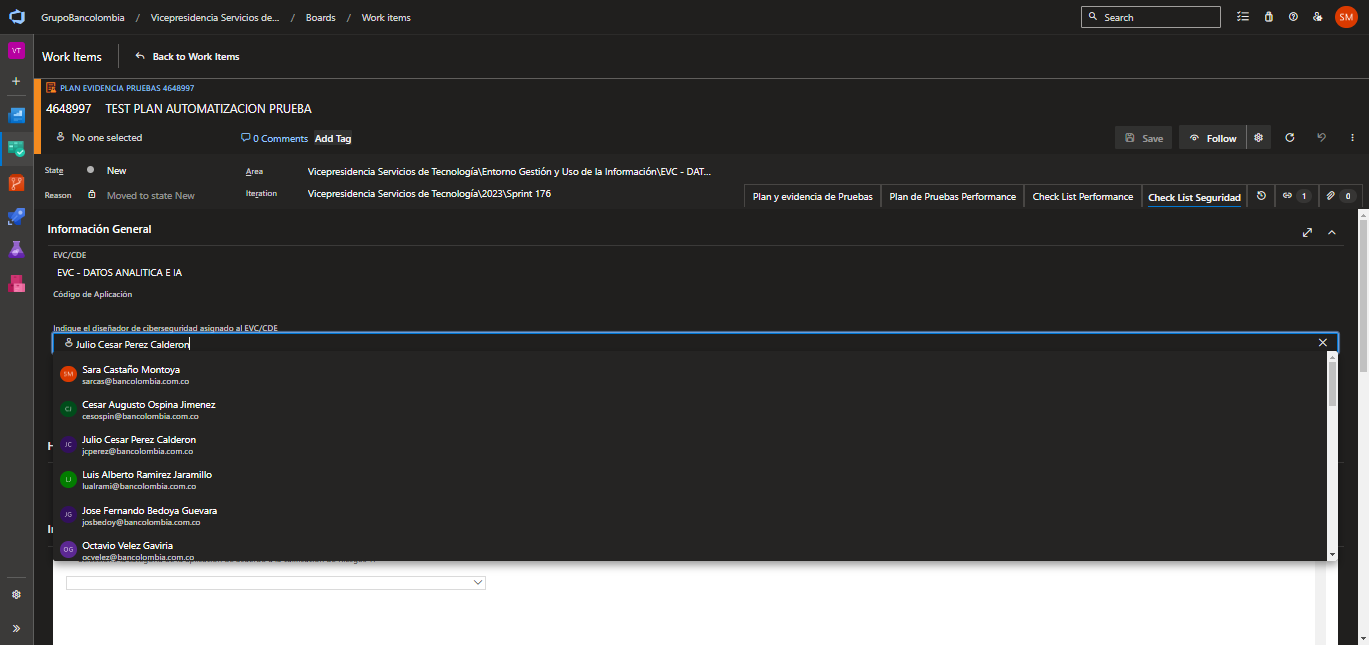 GrupoBancolombia / Vicepresidencia Servicios de... / Boards / Work items
Search
SM
VT
Work Items
Back to Work Items
PLAN EVIDENCIA PRUEBAS 4648997
4648997 TEST PLAN AUTOMATIZACION PRUEBA
No one selected
0 Comments
Add Tag
Save
Follow
State
New
Area
Vicepresidencia Servicios de Tecnología\Entorno Gestión y Uso de la Información\EVC - DAT...
Reason
Moved to state New
Iteration
Vicepresidencia Servicios de Tecnología\2023\Sprint 176
Plan y evidencia de Pruebas
Plan de Pruebas Performance
Check List Performance
Check List Seguridad
1
0
Información General
EVC/CDE
EVC - DATOS ANALITICA E IA
Código de Aplicación
Indique el diseñador de ciberseguridad asignado al EVC/CDE
Julio Cesar Perez Calderon
SM
Sara Castaño Montoya
sarcas@bancolombia.com.co
CJ
Cesar Augusto Ospina Jimenez
cesospin@bancolombia.com.co
JC
Julio Cesar Perez Calderon
jcperez@bancolombia.com.co
LJ
Luis Alberto Ramirez Jaramillo
lualrami@bancolombia.com.co
JG
Jose Fernando Bedoya Guevara
josbedoy@bancolombia.com.co
OG
Octavio Velez Gaviria
ocvelez@bancolombia.com.co